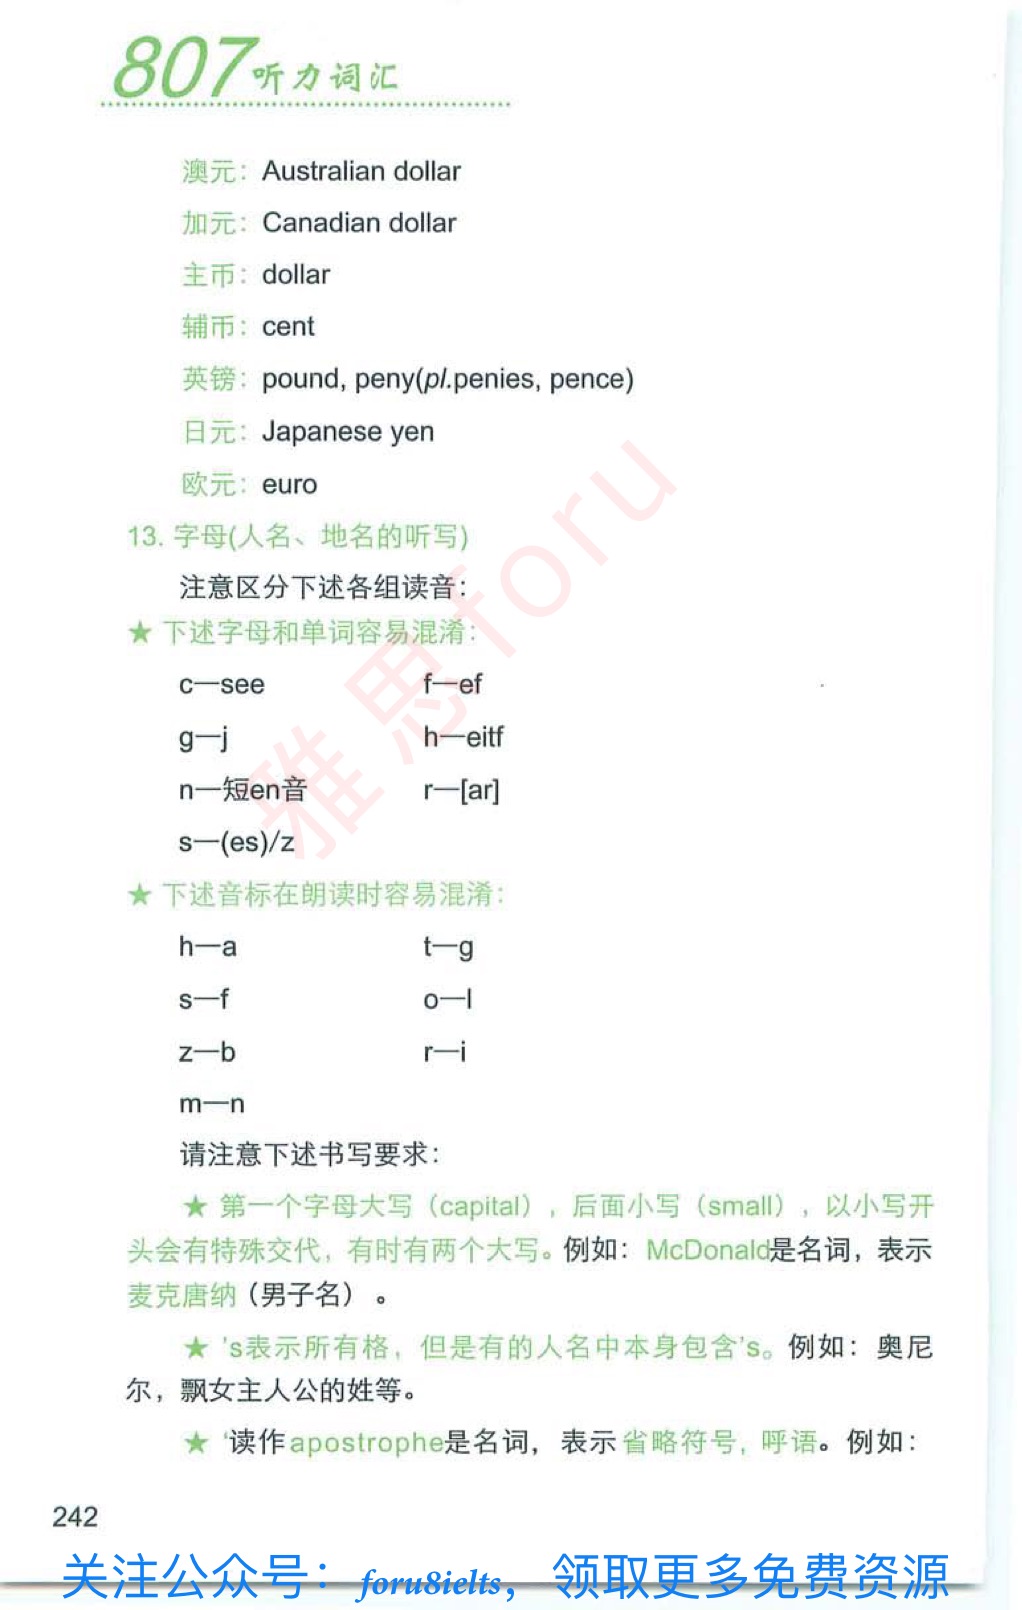 807听力词汇
澳元：Australian dollar
加元：Canadian dollar
主币：dollar
辅币：cent
英镑：pound, peny(pl.penies, pence)
日元：Japanese yen
欧元：euro
13. 字母(人名、地名的听写)
注意区分下述各组读音：
★ 下述字母和单词容易混淆：
c—see f—ef
g—j h—eitf
n—短en音 r—[ar]
s—(es)/z
★ 下述音标在朗读时容易混淆：
h—a t—g
s—f o—l
z—b r—i
m—n
请注意下述书写要求：
★ 第一个字母大写（capital），后面小写（small），以小写开
头会有特殊交代，有时有两个大写。例如：McDonald是名词，表示
麦克唐纳（男子名）。
★ 's表示所有格，但是有的人名中本身包含's。例如：奥尼
尔，飘女主人公的姓等。
★ '读作apostrophe是名词，表示省略符号，呼语。例如：
242
雅思foru
关注公众号：foru8ielts，领取更多免费资源